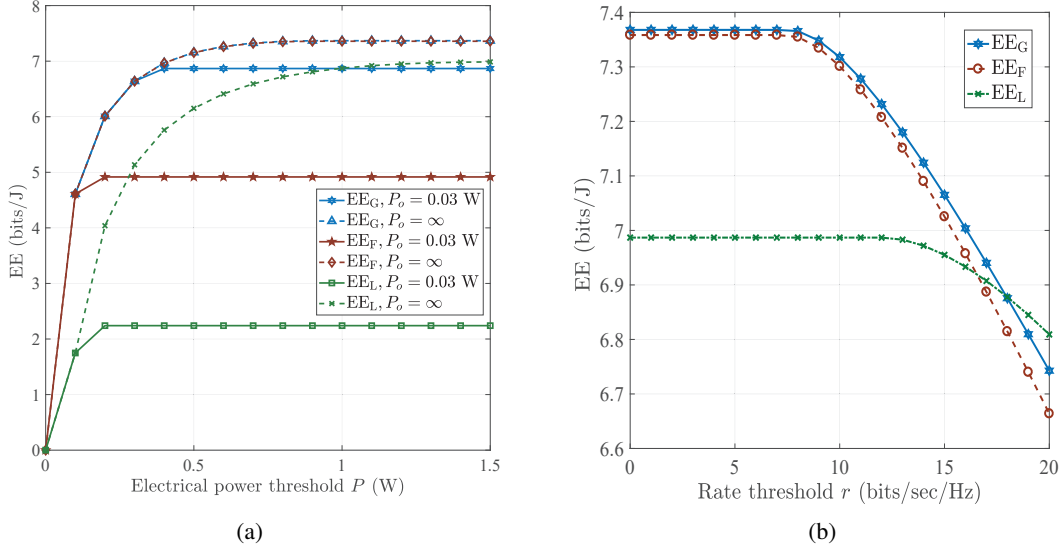 8
7
6
5
4
3
2
1
0
EE (bits/J)
EE_G, P_o = 0.03 W
EE_G, P_o = ∞
EE_F, P_o = 0.03 W
EE_F, P_o = ∞
EE_L, P_o = 0.03 W
EE_L, P_o = ∞
0 0.5 1 1.5
Electrical power threshold P (W)
(a)
7.4
7.3
7.2
7.1
7
6.9
6.8
6.7
6.6
EE (bits/J)
EE_G
EE_F
EE_L
0 5 10 15 20
Rate threshold r (bits/sec/Hz)
(b)